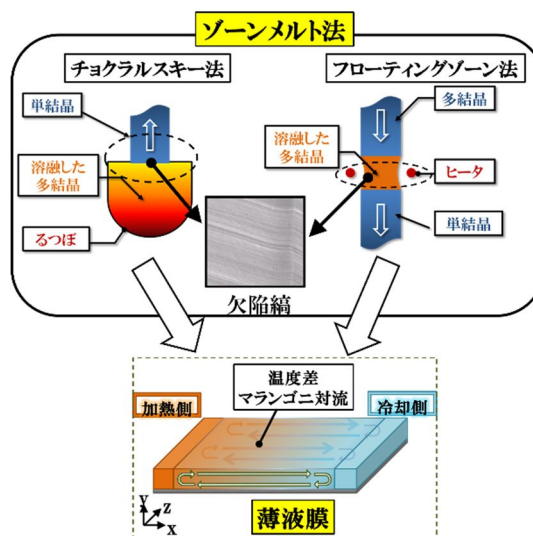 ゾーンメルト法
チョクラルスキー法
フローティングゾーン法
単結晶
多結晶
溶融した
多結晶
溶融した
多結晶
ヒータ
るつぼ
単結晶
欠陥縞
温度差
マランゴニ対流
加熱側
冷却側
y
z
x
薄液膜